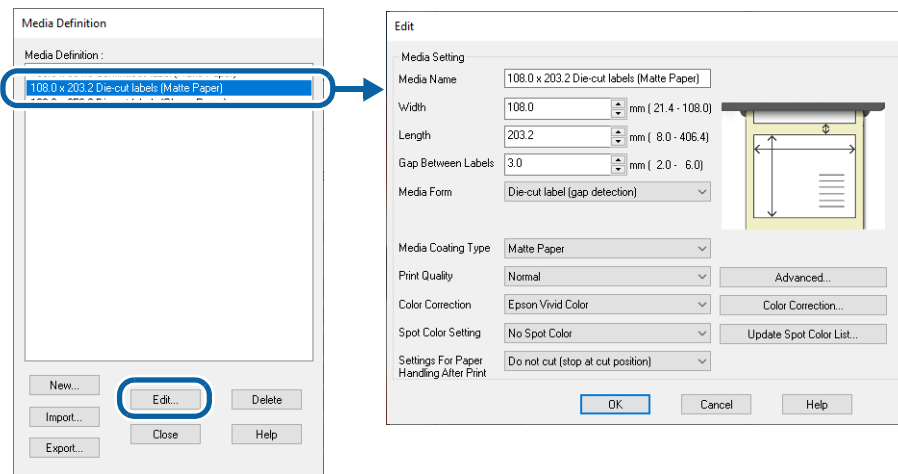 Media Definition
Media Definition :
108.0 x 203.2 Die-cut labels (Matte Paper)
New...
Edit...
Delete
Import...
Close
Help
Export...
Edit
Media Setting
Media Name 108.0 x 203.2 Die-cut labels (Matte Paper)
Width 108.0 mm ( 21.4 - 108.0)
Length 203.2 mm ( 8.0 - 406.4)
Gap Between Labels 3.0 mm ( 2.0 - 6.0)
Media Form Die-cut label (gap detection)
Media Coating Type Matte Paper
Print Quality Normal Advanced...
Color Correction Epson Vivid Color Color Correction...
Spot Color Setting No Spot Color Update Spot Color List...
Settings For Paper
Handling After Print Do not cut (stop at cut position)
OK Cancel Help